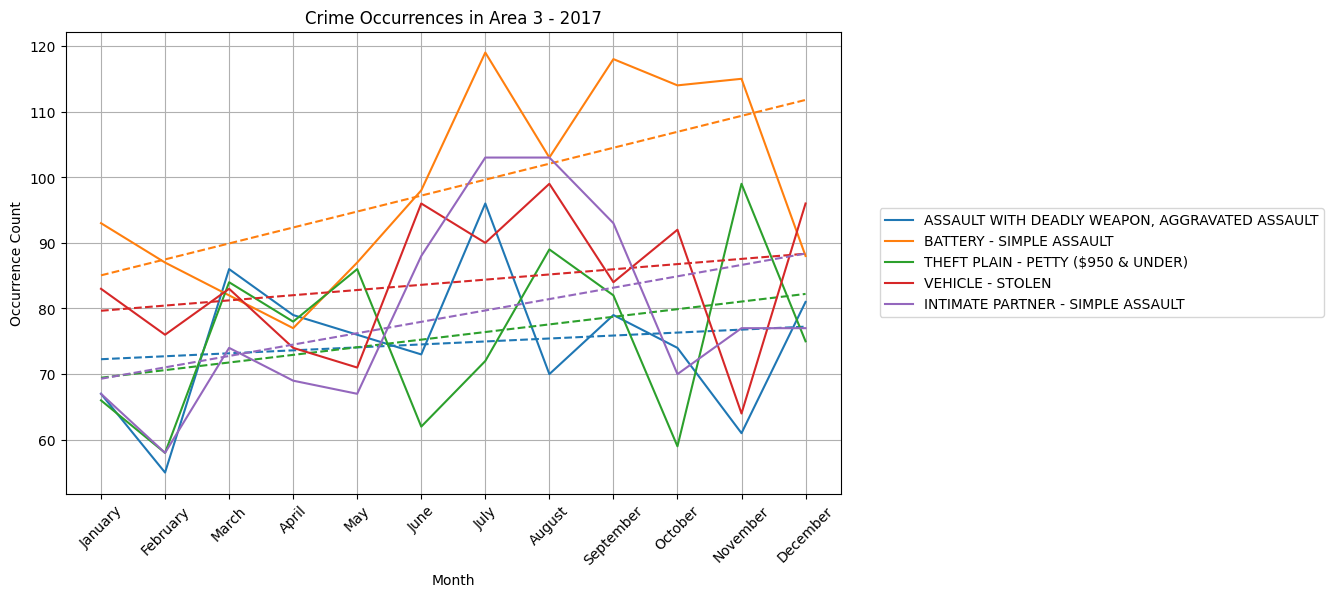 Crime Occurrences in Area 3 - 2017
Occurrence Count
120
110
100
90
80
70
60
January
February
March
April
May
June
July
August
September
October
November
December
Month
ASSAULT WITH DEADLY WEAPON, AGGRAVATED ASSAULT
BATTERY - SIMPLE ASSAULT
THEFT PLAIN - PETTY ($950 & UNDER)
VEHICLE - STOLEN
INTIMATE PARTNER - SIMPLE ASSAULT